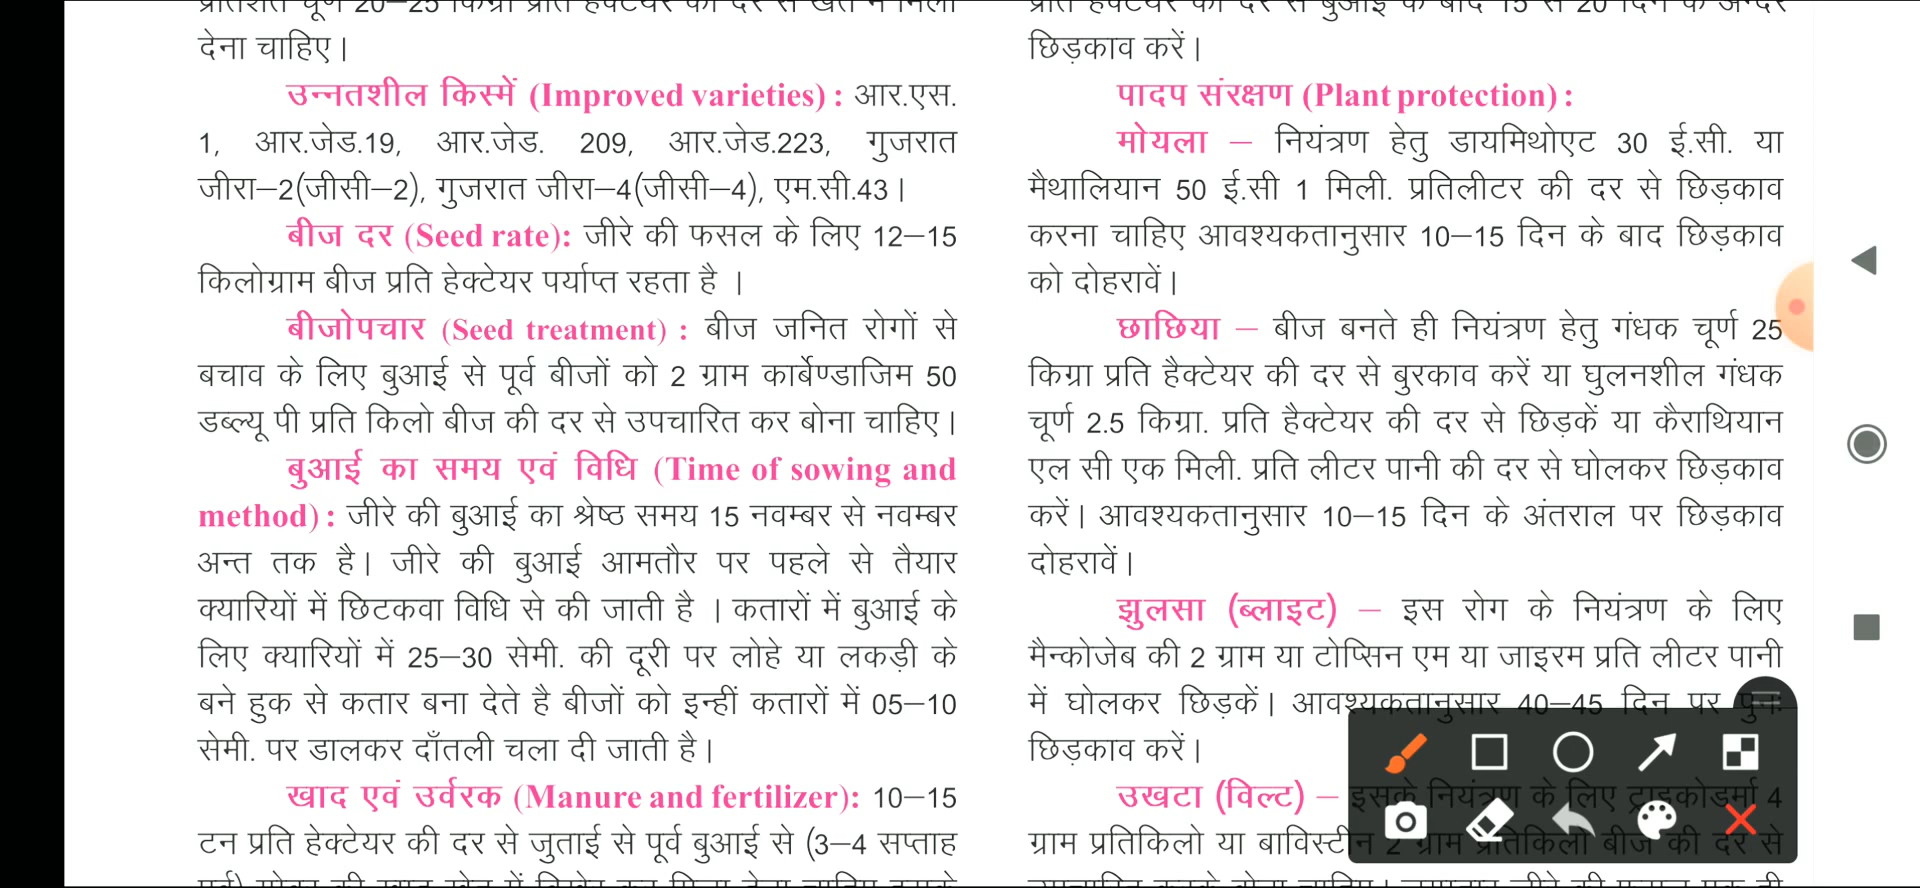 देना चाहिए।
उन्नतशील किस्में (Improved varieties) : आर.एस.
1, आर.जेड.19, आर.जेड. 209, आर.जेड.223, गुजरात
जीरा–2(जीसी–2), गुजरात जीरा–4(जीसी–4), एम.सी.43।
बीज दर (Seed rate): जीरे की फसल के लिए 12–15
किलोग्राम बीज प्रति हेक्टेयर पर्याप्त रहता है ।
बीजोपचार (Seed treatment) : बीज जनित रोगों से
बचाव के लिए बुआई से पूर्व बीजों को 2 ग्राम कार्बेण्डाजिम 50
डब्ल्यू पी प्रति किलो बीज की दर से उपचारित कर बोना चाहिए।
बुआई का समय एवं विधि (Time of sowing and
method) : जीरे की बुआई का श्रेष्ठ समय 15 नवम्बर से नवम्बर
अन्त तक है। जीरे की बुआई आमतौर पर पहले से तैयार
क्यारियों में छिटकवा विधि से की जाती है । कतारों में बुआई के
लिए क्यारियों में 25–30 सेमी. की दूरी पर लोहे या लकड़ी के
बने हुक से कतार बना देते है बीजों को इन्हीं कतारों में 05–10
सेमी. पर डालकर दाँतली चला दी जाती है।
खाद एवं उर्वरक (Manure and fertilizer): 10–15
टन प्रति हेक्टेयर की दर से जुताई से पूर्व बुआई से (3–4 सप्ताह
छिड़काव करें।
पादप संरक्षण (Plant protection) :
मोयला – नियंत्रण हेतु डायमिथोएट 30 ई.सी. या
मैथालियान 50 ई.सी 1 मिली. प्रतिलीटर की दर से छिड़काव
करना चाहिए आवश्यकतानुसार 10–15 दिन के बाद छिड़काव
को दोहरावें।
छाछिया – बीज बनते ही नियंत्रण हेतु गंधक चूर्ण 25
किग्रा प्रति हैक्टेयर की दर से बुरकाव करें या घुलनशील गंधक
चूर्ण 2.5 किग्रा. प्रति हैक्टेयर की दर से छिड़कें या कैराथियान
एल सी एक मिली. प्रति लीटर पानी की दर से घोलकर छिड़काव
करें। आवश्यकतानुसार 10–15 दिन के अंतराल पर छिड़काव
दोहरावें।
झुलसा (ब्लाइट) – इस रोग के नियंत्रण के लिए
मैन्कोजेब की 2 ग्राम या टोप्सिन एम या जाइरम प्रति लीटर पानी
में घोलकर छिड़कें। आवश्यकतानुसार 40–45 दिन पर पुनः
छिड़काव करें।
उखटा (विल्ट) – इसके नियंत्रण के लिए ट्राइकोडर्मा 4
ग्राम प्रतिकिलो या बाविस्टीन 2 ग्राम प्रतिकिलो बीज की दर से